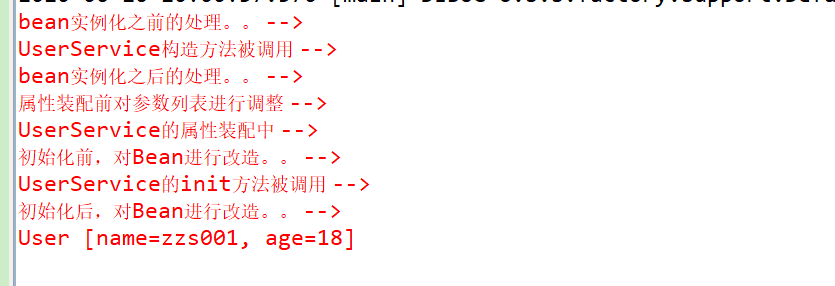 bean实例化之前的处理。。-->
UserService构造方法被调用-->
bean实例化之后的处理。。-->
属性装配前对参数列表进行调整-->
UserService的属性装配中-->
初始化前，对Bean进行改造。。-->
UserService的init方法被调用-->
初始化后，对Bean进行改造。。-->
User [name=zzs001, age=18]